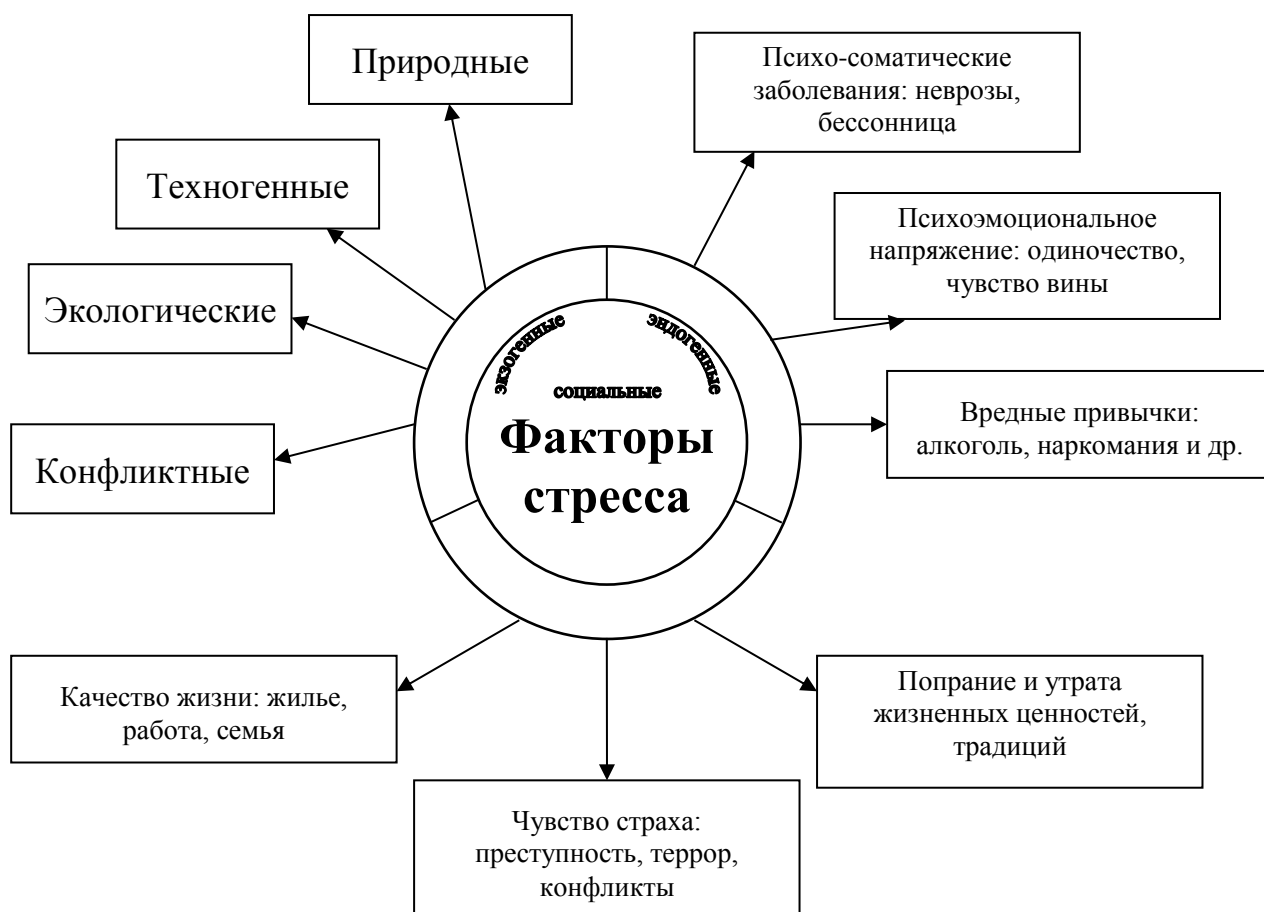 Природные
Психо-соматические
заболевания: неврозы,
бессонница
Техногенные
Психоэмоциональное
напряжение: одиночество,
чувство вины
Экологические
экзогенные
эндогенные
социальные
Факторы
стресса
Вредные привычки:
алкоголь, наркомания и др.
Конфликтные
Качество жизни: жилье,
работа, семья
Попрание и утрата
жизненных ценностей,
традиций
Чувство страха:
преступность, террор,
конфликты